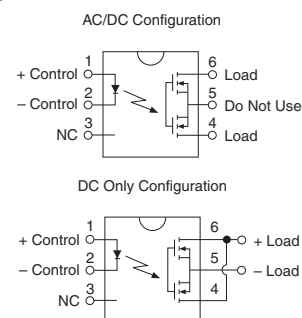 AC/DC Configuration
1 6
+ Control Load
2 5
– Control Do Not Use
3 4
NC Load
DC Only Configuration
1 6
+ Control + Load
2 5
– Control – Load
3 4
NC